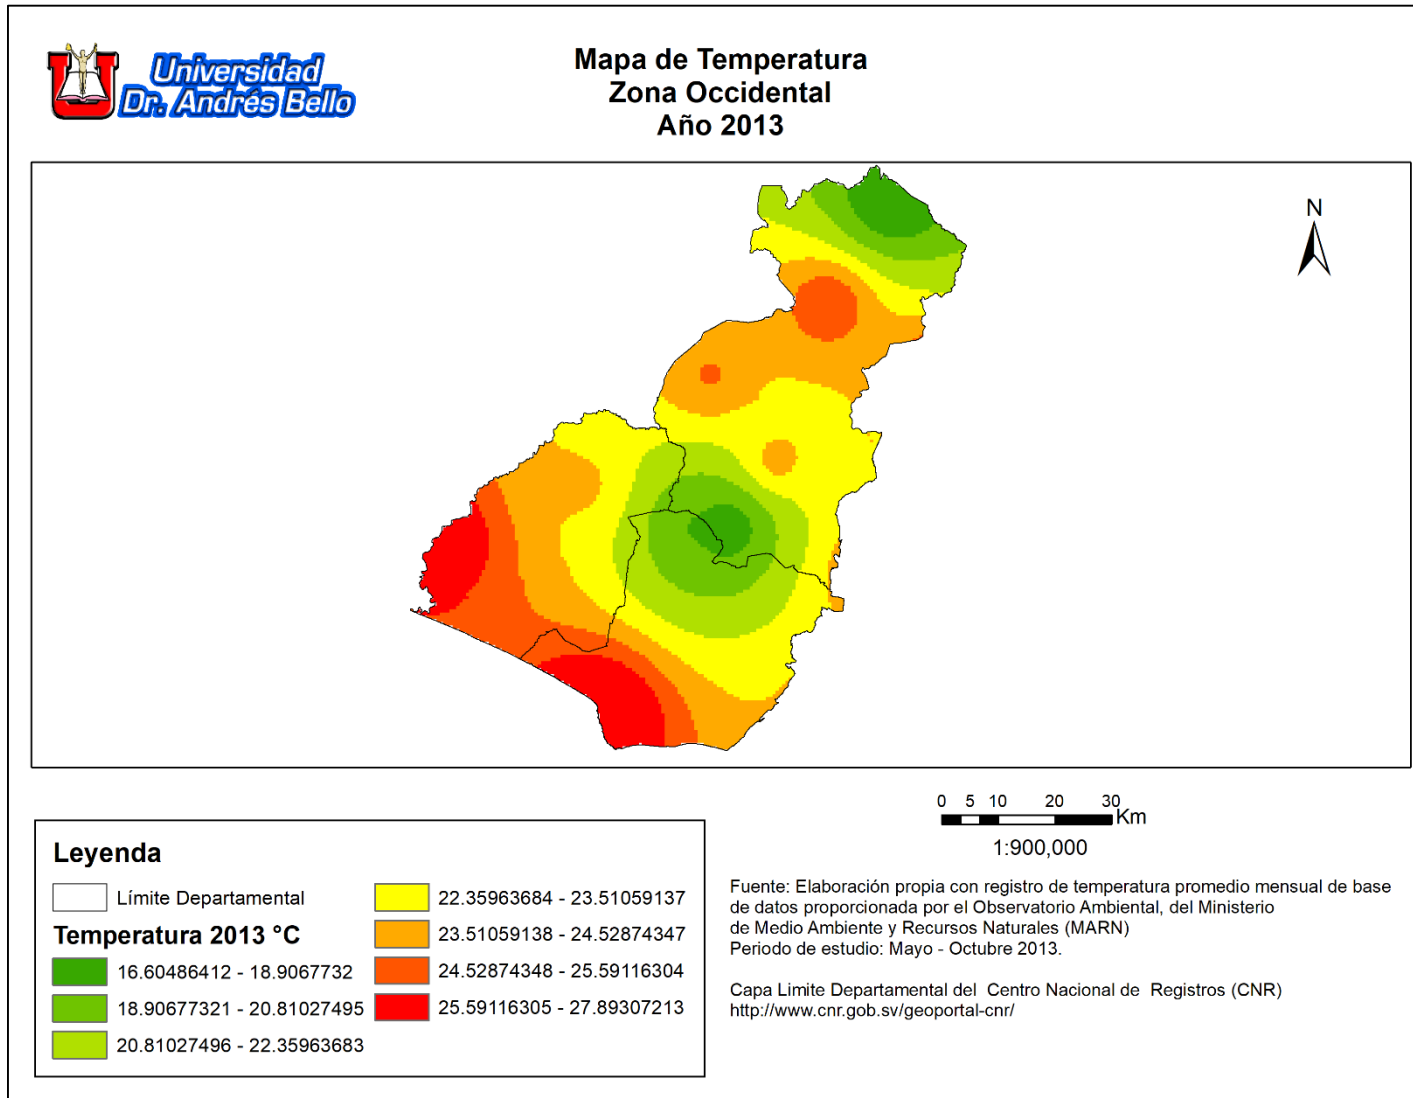 Universidad
Dr. Andrés Bello
Mapa de Temperatura
Zona Occidental
Año 2013
N
0 5 10 20 30
Km
1:900,000
Leyenda
Límite Departamental
Temperatura 2013 °C
16.60486412 - 18.9067732
18.90677321 - 20.81027495
20.81027496 - 22.35963683
22.35963684 - 23.51059137
23.51059138 - 24.52874347
24.52874348 - 25.59116304
25.59116305 - 27.89307213
Fuente: Elaboración propia con registro de temperatura promedio mensual de base
de datos proporcionada por el Observatorio Ambiental, del Ministerio
de Medio Ambiente y Recursos Naturales (MARN)
Periodo de estudio: Mayo - Octubre 2013.
Capa Limite Departamental del Centro Nacional de Registros (CNR)
http://www.cnr.gob.sv/geoportal-cnr/